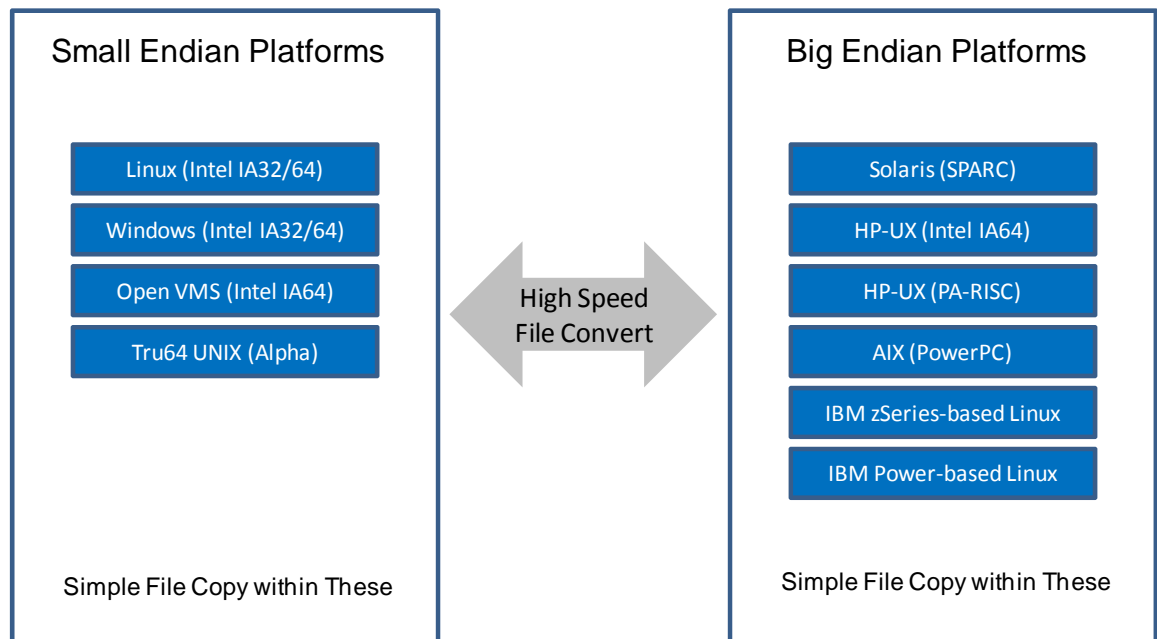 Small Endian Platforms
Linux (Intel IA32/64)
Windows (Intel IA32/64)
Open VMS (Intel IA64)
Tru64 UNIX (Alpha)
Simple File Copy within These
High Speed
File Convert
Big Endian Platforms
Solaris (SPARC)
HP-UX (Intel IA64)
HP-UX (PA-RISC)
AIX (PowerPC)
IBM zSeries-based Linux
IBM Power-based Linux
Simple File Copy within These